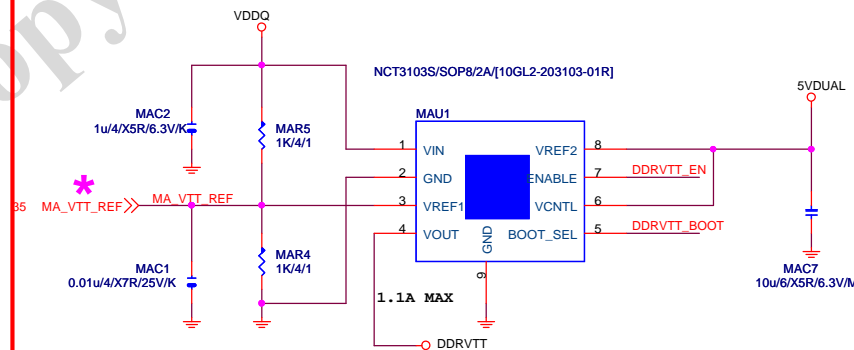 VDDQ
NCT3103S/SOP8/2A/[10GL2-203103-01R]
5VDUAL
MAC2
1u/4/X5R/6.3V/K
MAR5
1K/4/1
MAU1
1 VIN VREF2 8
2 GND ENABLE 7 DDRVTT_EN
3 VREF1 VCNTL 6
4 VOUT BOOT_SEL 5 DDRVTT_BOOT
GND
9
*
35 MA_VTT_REF MA_VTT_REF
MAC1
0.01u/4/X7R/25V/K
MAR4
1K/4/1
MAC7
10u/6/X5R/6.3V/M
1.1A MAX
DDRVTT